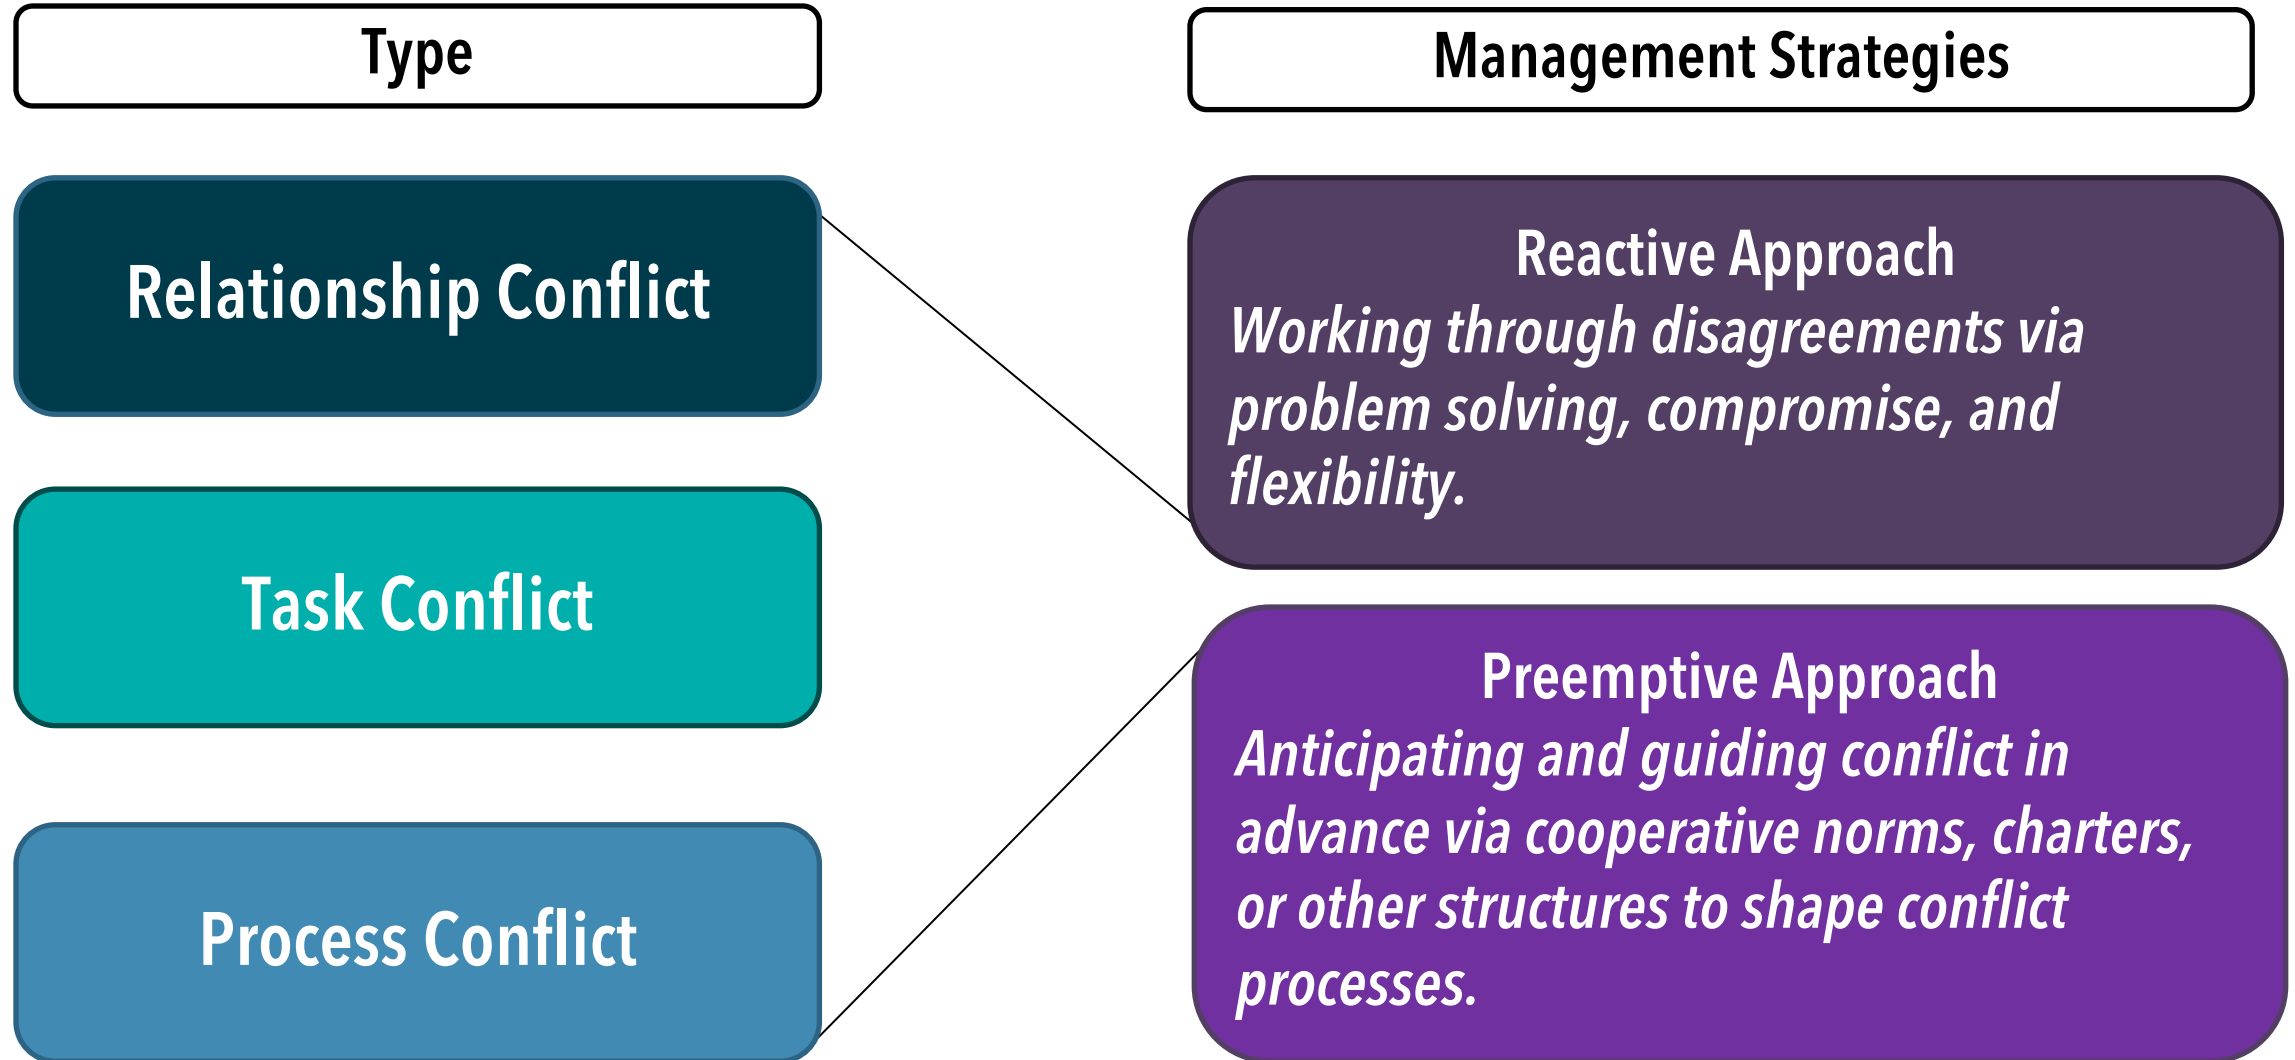 Type
Management Strategies
Relationship Conflict
Task Conflict
Process Conflict
Reactive Approach
Working through disagreements via
problem solving, compromise, and
flexibility.
Preemptive Approach
Anticipating and guiding conflict in
advance via cooperative norms, charters,
or other structures to shape conflict
processes.